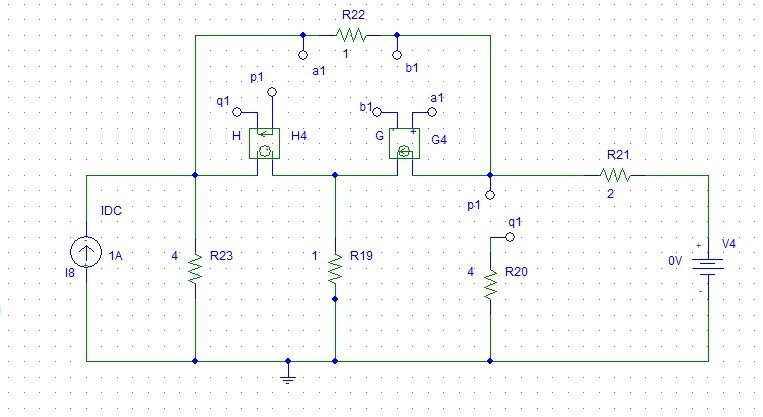 R22
1
a1
b1
p1
q1
H
H4
b1
a1
G
+
G4
R21
2
p1
q1
IDC
1A
I8
4
R23
1
R19
4
R20
+
V4
0V
-